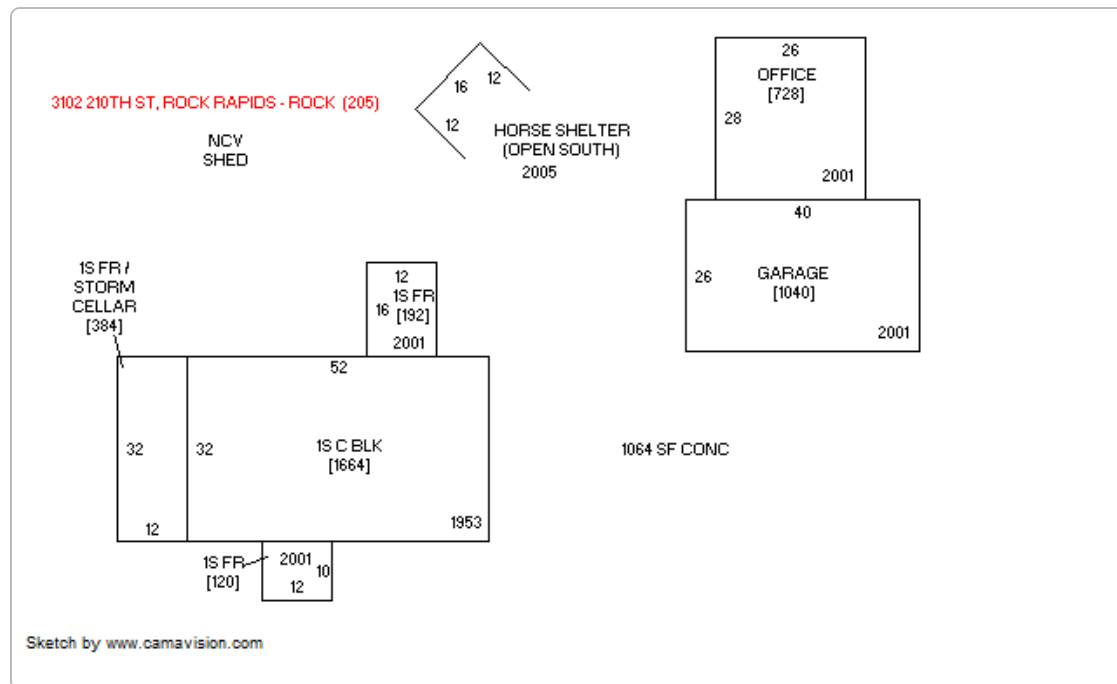 3102 210TH ST, ROCK RAPIDS - ROCK (205)
NCV
SHED
16
12
12
HORSE SHELTER
(OPEN SOUTH)
2005
26
OFFICE
[728]
28
2001
40
26
GARAGE
[1040]
2001
1S FR /
STORM
CELLAR
[384]
12
1S FR
16
[192]
2001
52
32
32
1S C BLK
[1664]
12
1953
1064 SF CONC
1S FR
[120]
2001
10
12
Sketch by www.camavision.com